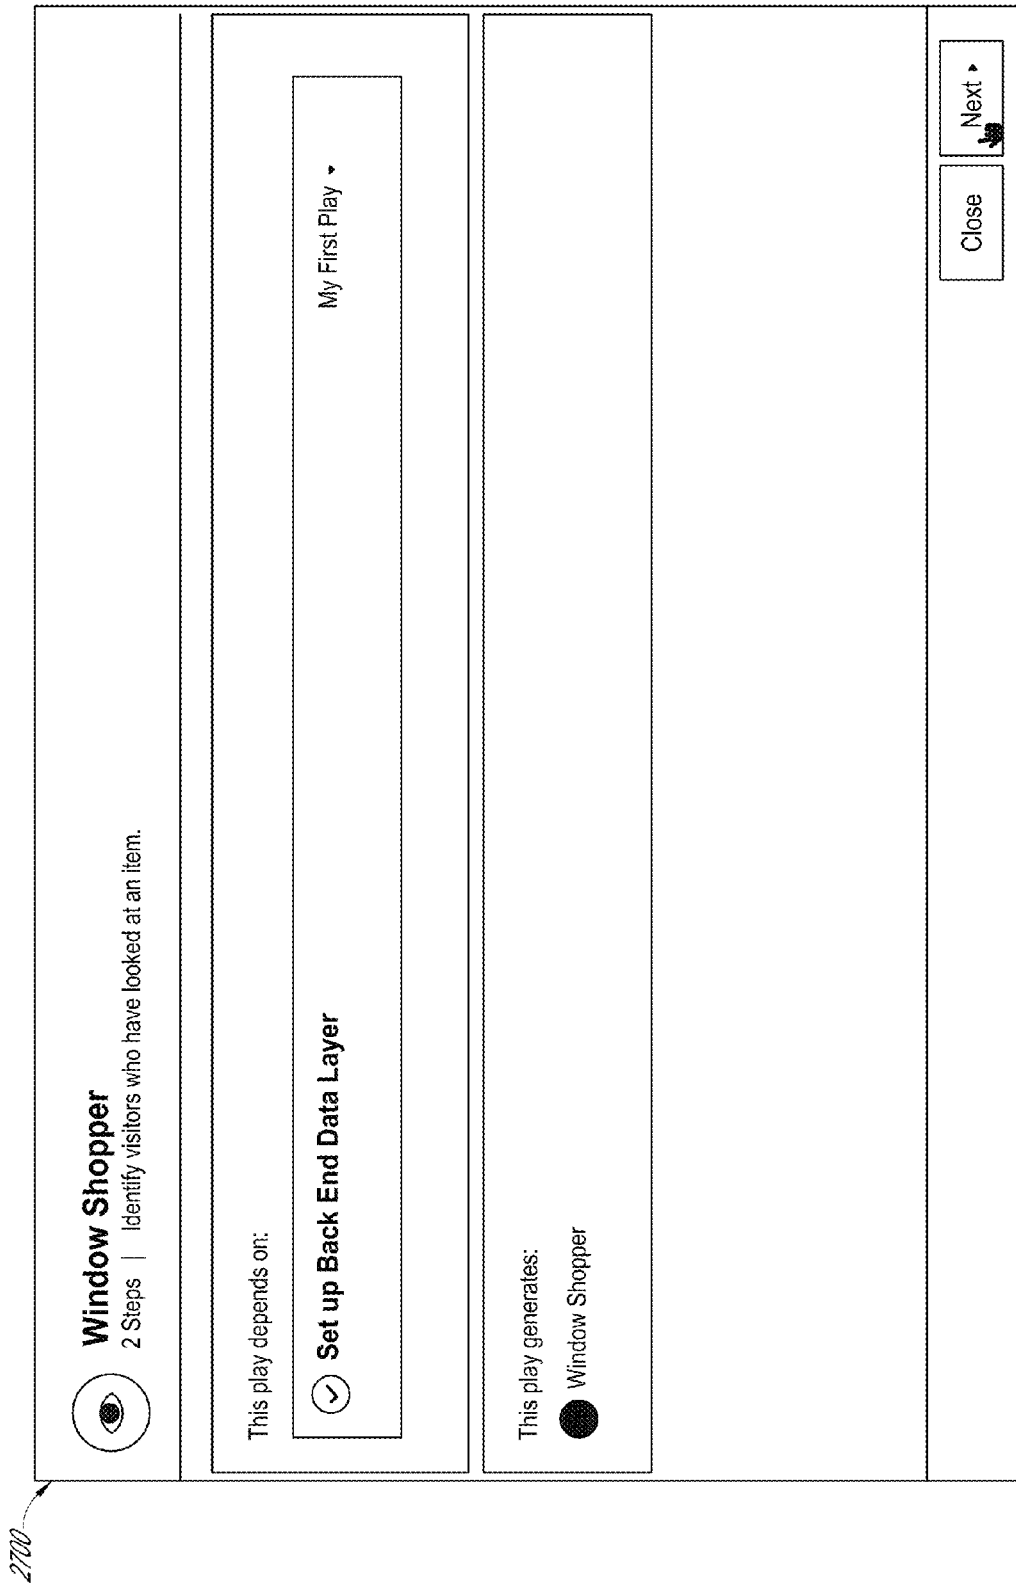 2700
Window Shopper
2 Steps | Identify visitors who have looked at an item.
This play depends on:
Set up Back End Data Layer
My First Play
This play generates:
Window Shopper
Close
Next